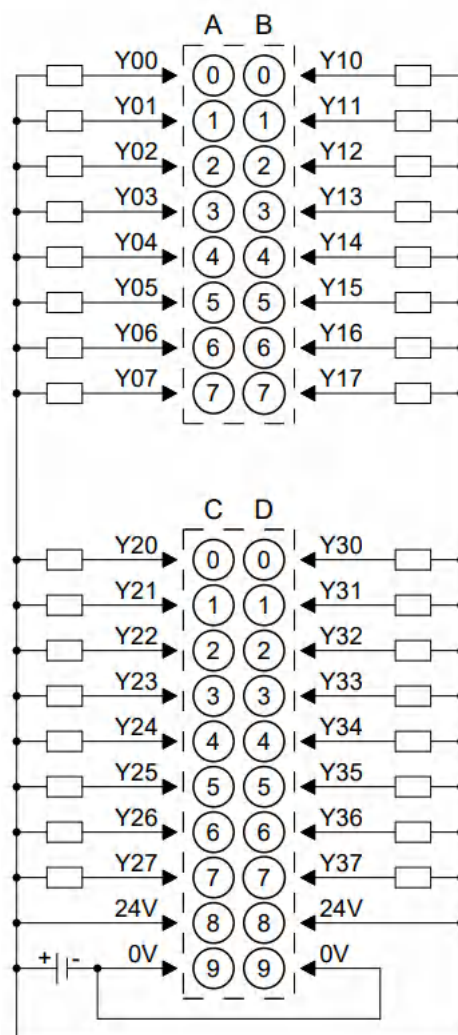 A B
Y00 0 0 Y10
Y01 1 1 Y11
Y02 2 2 Y12
Y03 3 3 Y13
Y04 4 4 Y14
Y05 5 5 Y15
Y06 6 6 Y16
Y07 7 7 Y17
C D
Y20 0 0 Y30
Y21 1 1 Y31
Y22 2 2 Y32
Y23 3 3 Y33
Y24 4 4 Y34
Y25 5 5 Y35
Y26 6 6 Y36
Y27 7 7 Y37
24V 8 8 24V
+ - 0V 9 9 0V